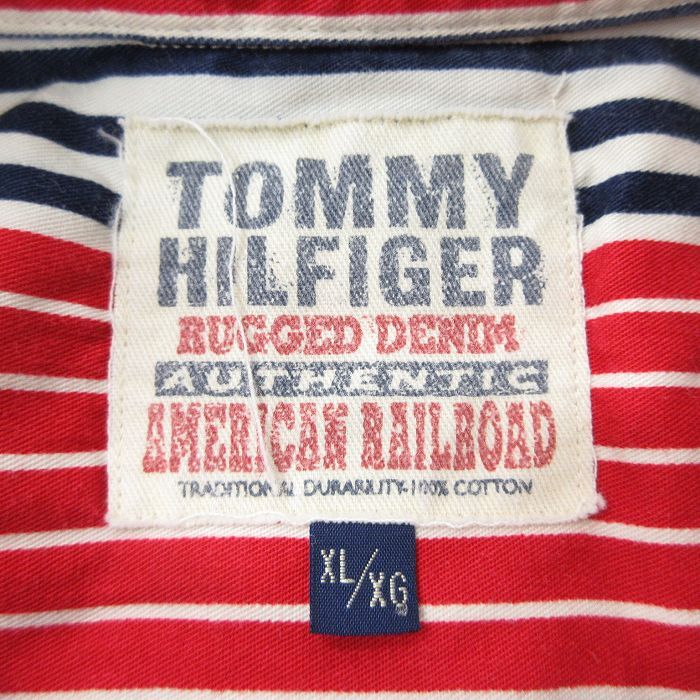 TOMMY
HILFIGER
RUGGED DENIM
AUTHENTIC
AMERICAN RAILROAD
TRADITIONAL DURABILITY-100% COTTON
XL/XG®